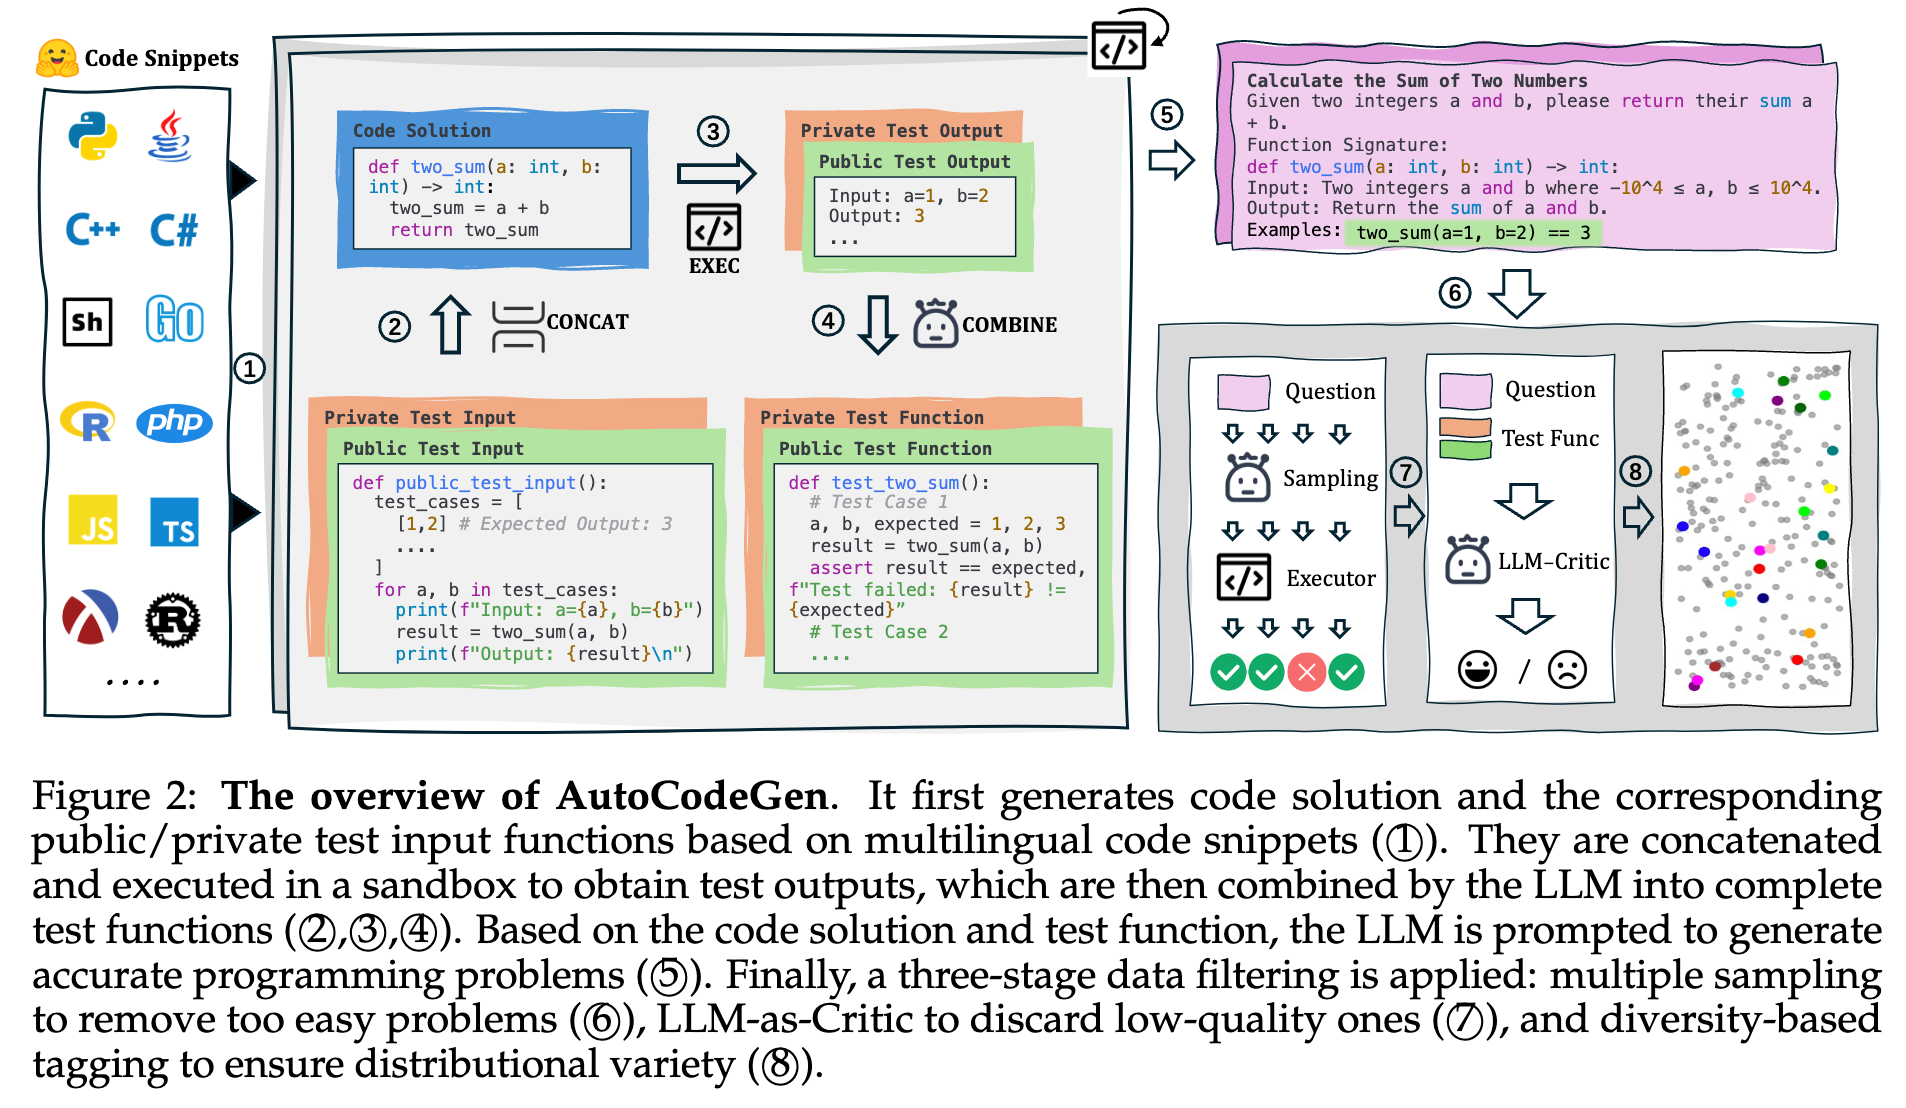 Code Snippets
C++
C#
Sh
Go
R
php
JS
TS
R
....
①
Code Solution
def two_sum(a: int, b:
int) -> int:
two_sum = a + b
return two_sum
③
</>
EXEC
Private Test Output
Public Test Output
Input: a=1, b=2
Output: 3
...
②
CONCAT
④
COMBINE
Private Test Input
Public Test Input
def public_test_input():
test_cases = [
[1,2] # Expected Output: 3
....
]
for a, b in test_cases:
print(f"Input: a={a}, b={b}")
result = two_sum(a, b)
print(f"Output: {result}\n")
Private Test Function
Public Test Function
def test_two_sum():
# Test Case 1
a, b, expected = 1, 2, 3
result = two_sum(a, b)
assert result == expected,
f"Test failed: {result} !=
{expected}”
# Test Case 2
....
</>
⑤
Calculate the Sum of Two Numbers
Given two integers a and b, please return their sum a
+ b.
Function Signature:
def two_sum(a: int, b: int) -> int:
Input: Two integers a and b where -10^4 ≤ a, b ≤ 10^4.
Output: Return the sum of a and b.
Examples: two_sum(a=1, b=2) == 3
⑥
Question
Sampling
</>
Executor
⑦
Question
Test Func
LLM-Critic
/
⑧
Figure 2: The overview of AutoCodeGen. It first generates code solution and the corresponding
public/private test input functions based on multilingual code snippets (①). They are concatenated
and executed in a sandbox to obtain test outputs, which are then combined by the LLM into complete
test functions (②,③,④). Based on the code solution and test function, the LLM is prompted to generate
accurate programming problems (⑤). Finally, a three-stage data filtering is applied: multiple sampling
to remove too easy problems (⑥), LLM-as-Critic to discard low-quality ones (⑦), and diversity-based
tagging to ensure distributional variety (⑧).